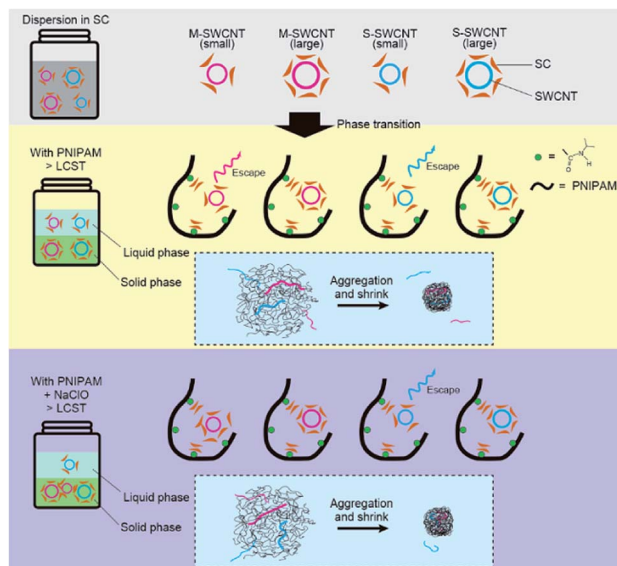 Dispersion in SC
M-SWCNT
(small)
M-SWCNT
(large)
S-SWCNT
(small)
S-SWCNT
(large)
SC
SWCNT
Phase transition
With PNIPAM
> LCST
Liquid phase
Solid phase
Escape
Escape
= C N H O
= PNIPAM
Aggregation
and shrink
With PNIPAM
+ NaClO
> LCST
Liquid phase
Solid phase
Escape
Aggregation
and shrink